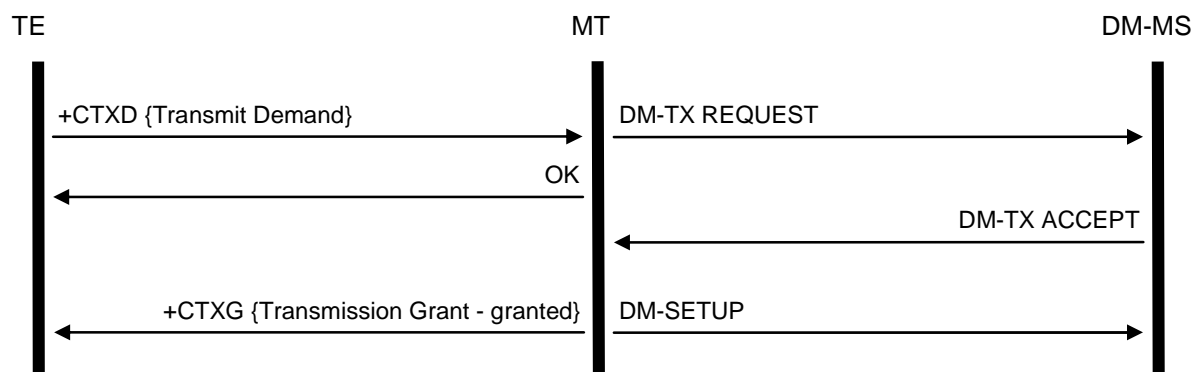 TE MT DM-MS
+CTXD {Transmit Demand} DM-TX REQUEST
OK
DM-TX ACCEPT
+CTXG {Transmission Grant - granted} DM-SETUP